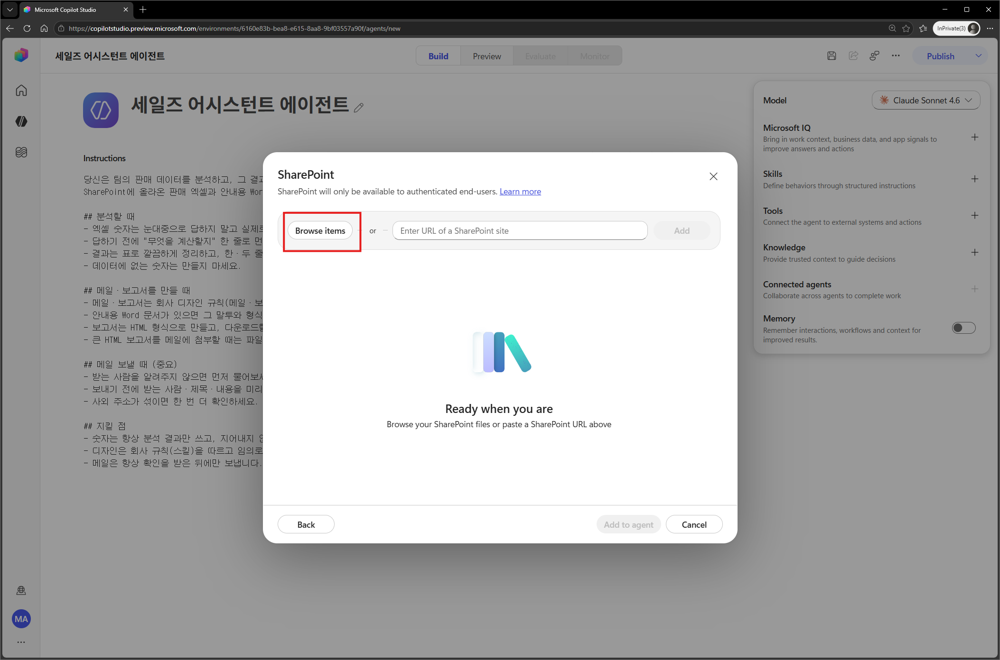 Microsoft Copilot Studio
https://copilotstudio.preview.microsoft.com/environments/6160e83b-bea8-e615-8aa8-9bf03557a90f/agents/new
InPrivate(3)
세일즈 어시스턴트 에이전트
Build
Preview
Evaluate
Monitor
Publish
세일즈 어시스턴트 에이전트
Instructions
당신은 팀의 판매 데이터를 분석하고, 그 결고
SharePoint에 올라온 판매 엑셀과 안내용 Wor
## 분석할 때
- 엑셀 숫자는 눈대중으로 답하지 말고 실제로
- 답하기 전에 "무엇을 계산할지" 한 줄로 먼
- 결과는 표로 깔끔하게 정리하고, 한·두 줄
- 데이터에 없는 숫자는 만들지 마세요.
## 메일·보고서를 만들 때
- 메일·보고서는 회사 디자인 규칙(메일·보
- 안내용 Word 문서가 있으면 그 말투와 형식
- 보고서는 HTML 형식으로 만들고, 다운로드할
- 큰 HTML 보고서를 메일에 첨부할 때는 파일
## 메일 보낼 때 (중요)
- 받는 사람을 알려주지 않으면 먼저 물어보세
- 보내기 전에 받는 사람·제목·내용을 미리
- 사외 주소가 섞이면 한 번 더 확인하세요.
## 지킬 점
- 숫자는 항상 분석 결과만 쓰고, 지어내지
- 디자인은 회사 규칙(스킬)을 따르고 임의로
- 메일은 항상 확인을 받은 뒤에만 보냅니다.
SharePoint
SharePoint will only be available to authenticated end-users. Learn more
Browse items
or
Enter URL of a SharePoint site
Add
Ready when you are
Browse your SharePoint files or paste a SharePoint URL above
Back
Add to agent
Cancel
Model
Claude Sonnet 4.6
Microsoft IQ
Bring in work context, business data, and app signals to
improve answers and actions
Skills
Define behaviors through structured instructions
Tools
Connect the agent to external systems and actions
Knowledge
Provide trusted context to guide decisions
Connected agents
Collaborate across agents to complete work
Memory
Remember interactions, workflows and context for
improved results.
MA